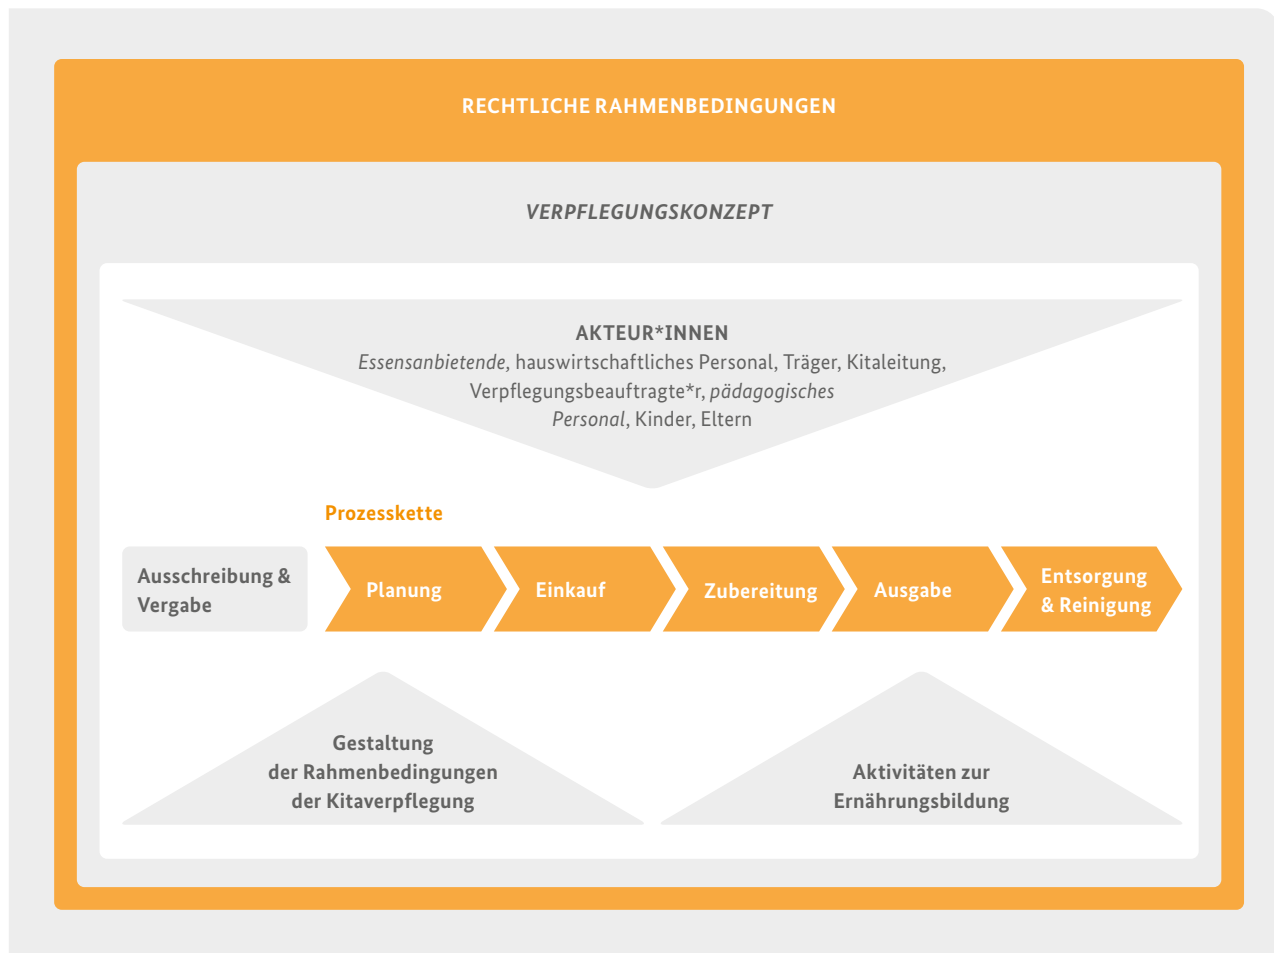 RECHTLICHE RAHMENBEDINGUNGEN
VERPFLEGUNGSKONZEPT
AKTEUR*INNEN
Essensanbietende, hauswirtschaftliches Personal, Träger, Kitaleitung,
Verpflegungsbeauftragte*r, pädagogisches
Personal, Kinder, Eltern
Prozesskette
Ausschreibung &
Vergabe
Planung
Einkauf
Zubereitung
Ausgabe
Entsorgung
& Reinigung
Gestaltung
der Rahmenbedingungen
der Kitaverpflegung
Aktivitäten zur
Ernährungsbildung